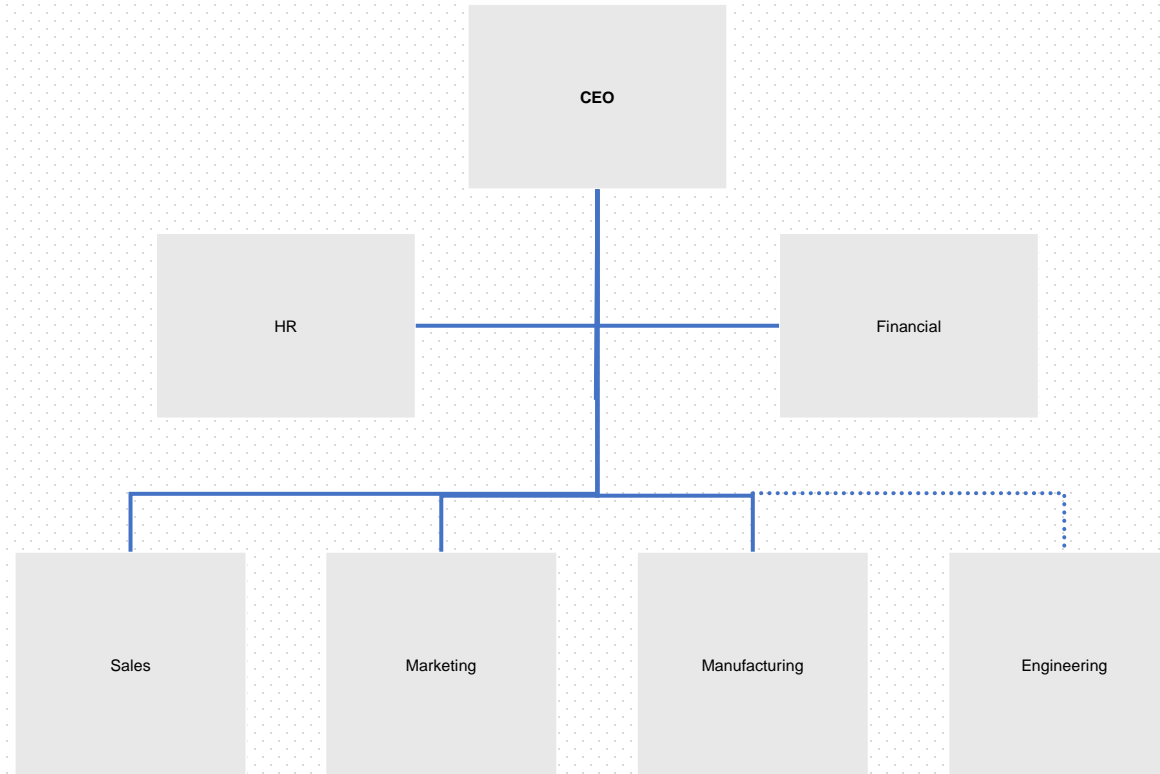 CEO
HR
Financial
Sales
Marketing
Manufacturing
Engineering